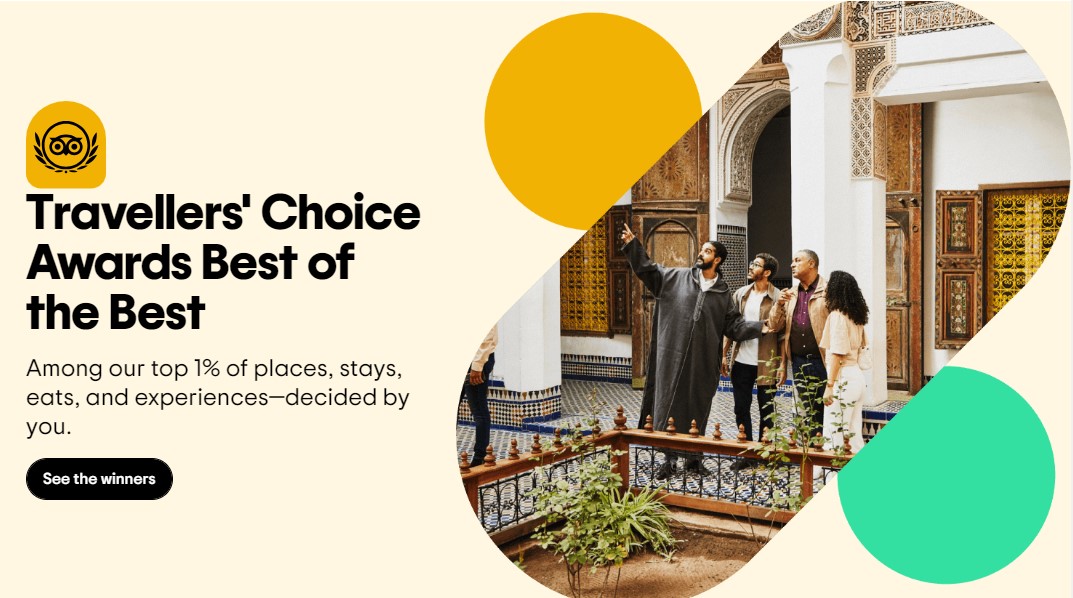 Travellers' Choice
Awards Best of
the Best
Among our top 1% of places, stays,
eats, and experiences—decided by
you.
See the winners